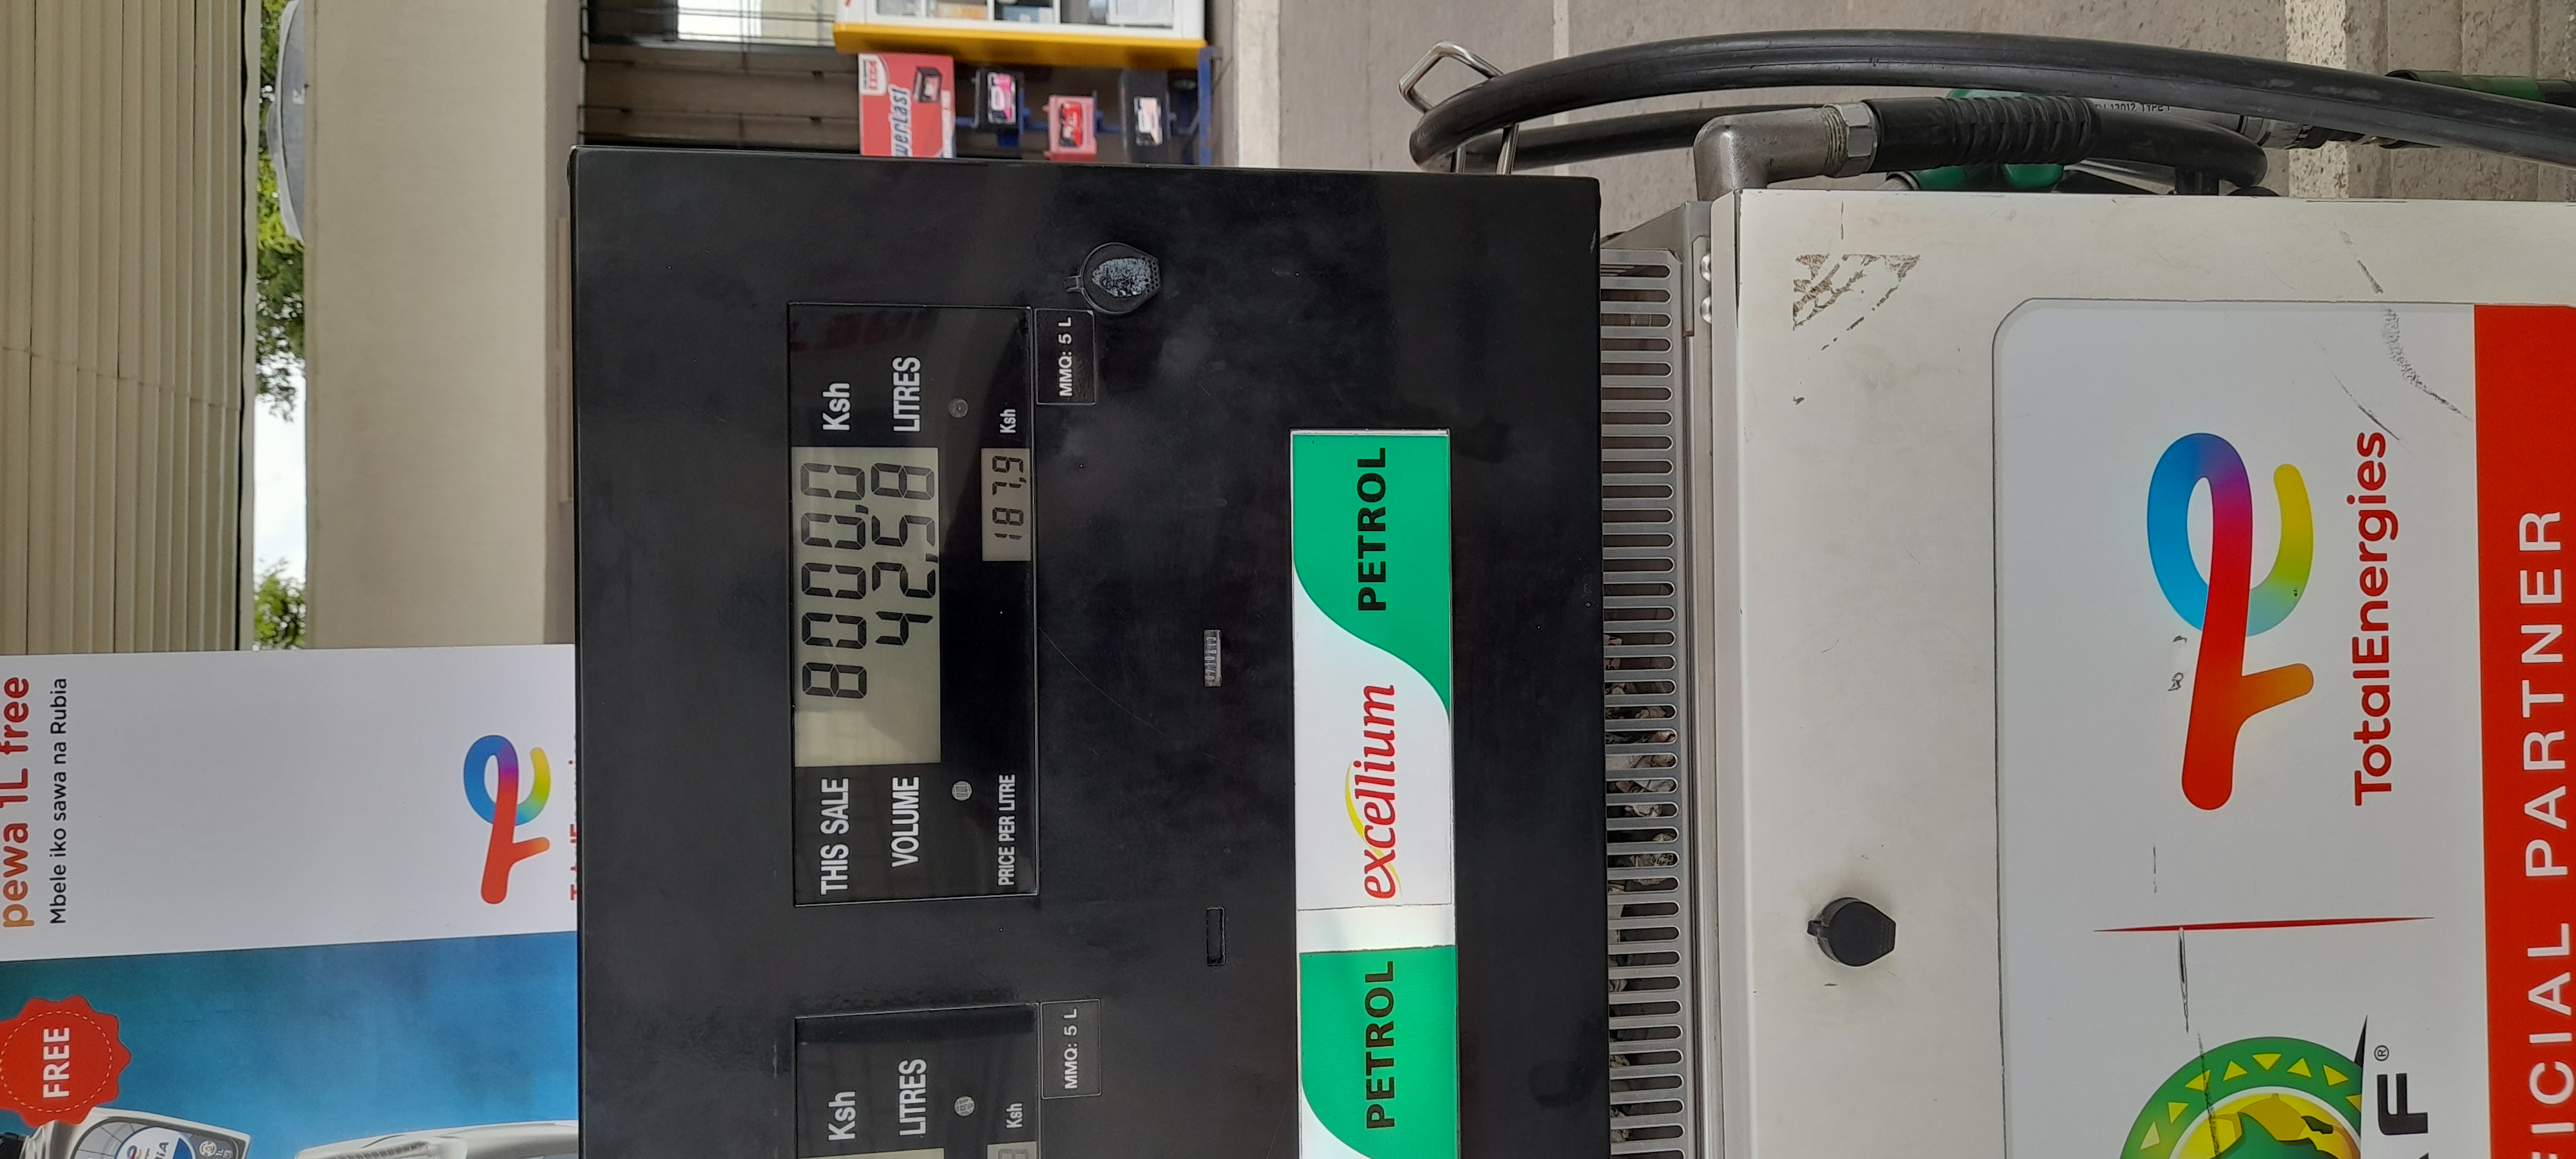 pewa 1L free
Mbele iko sawa na Rubia
FREE
THIS SALE 8000,0 Ksh
VOLUME 42,58 LITRES
PRICE PER LITRE 187,9 Ksh
MMQ: 5 L
Ksh
LITRES
Ksh
MMQ: 5 L
excelium PETROL
PETROL
TotalEnergies
ICIAL PARTNER